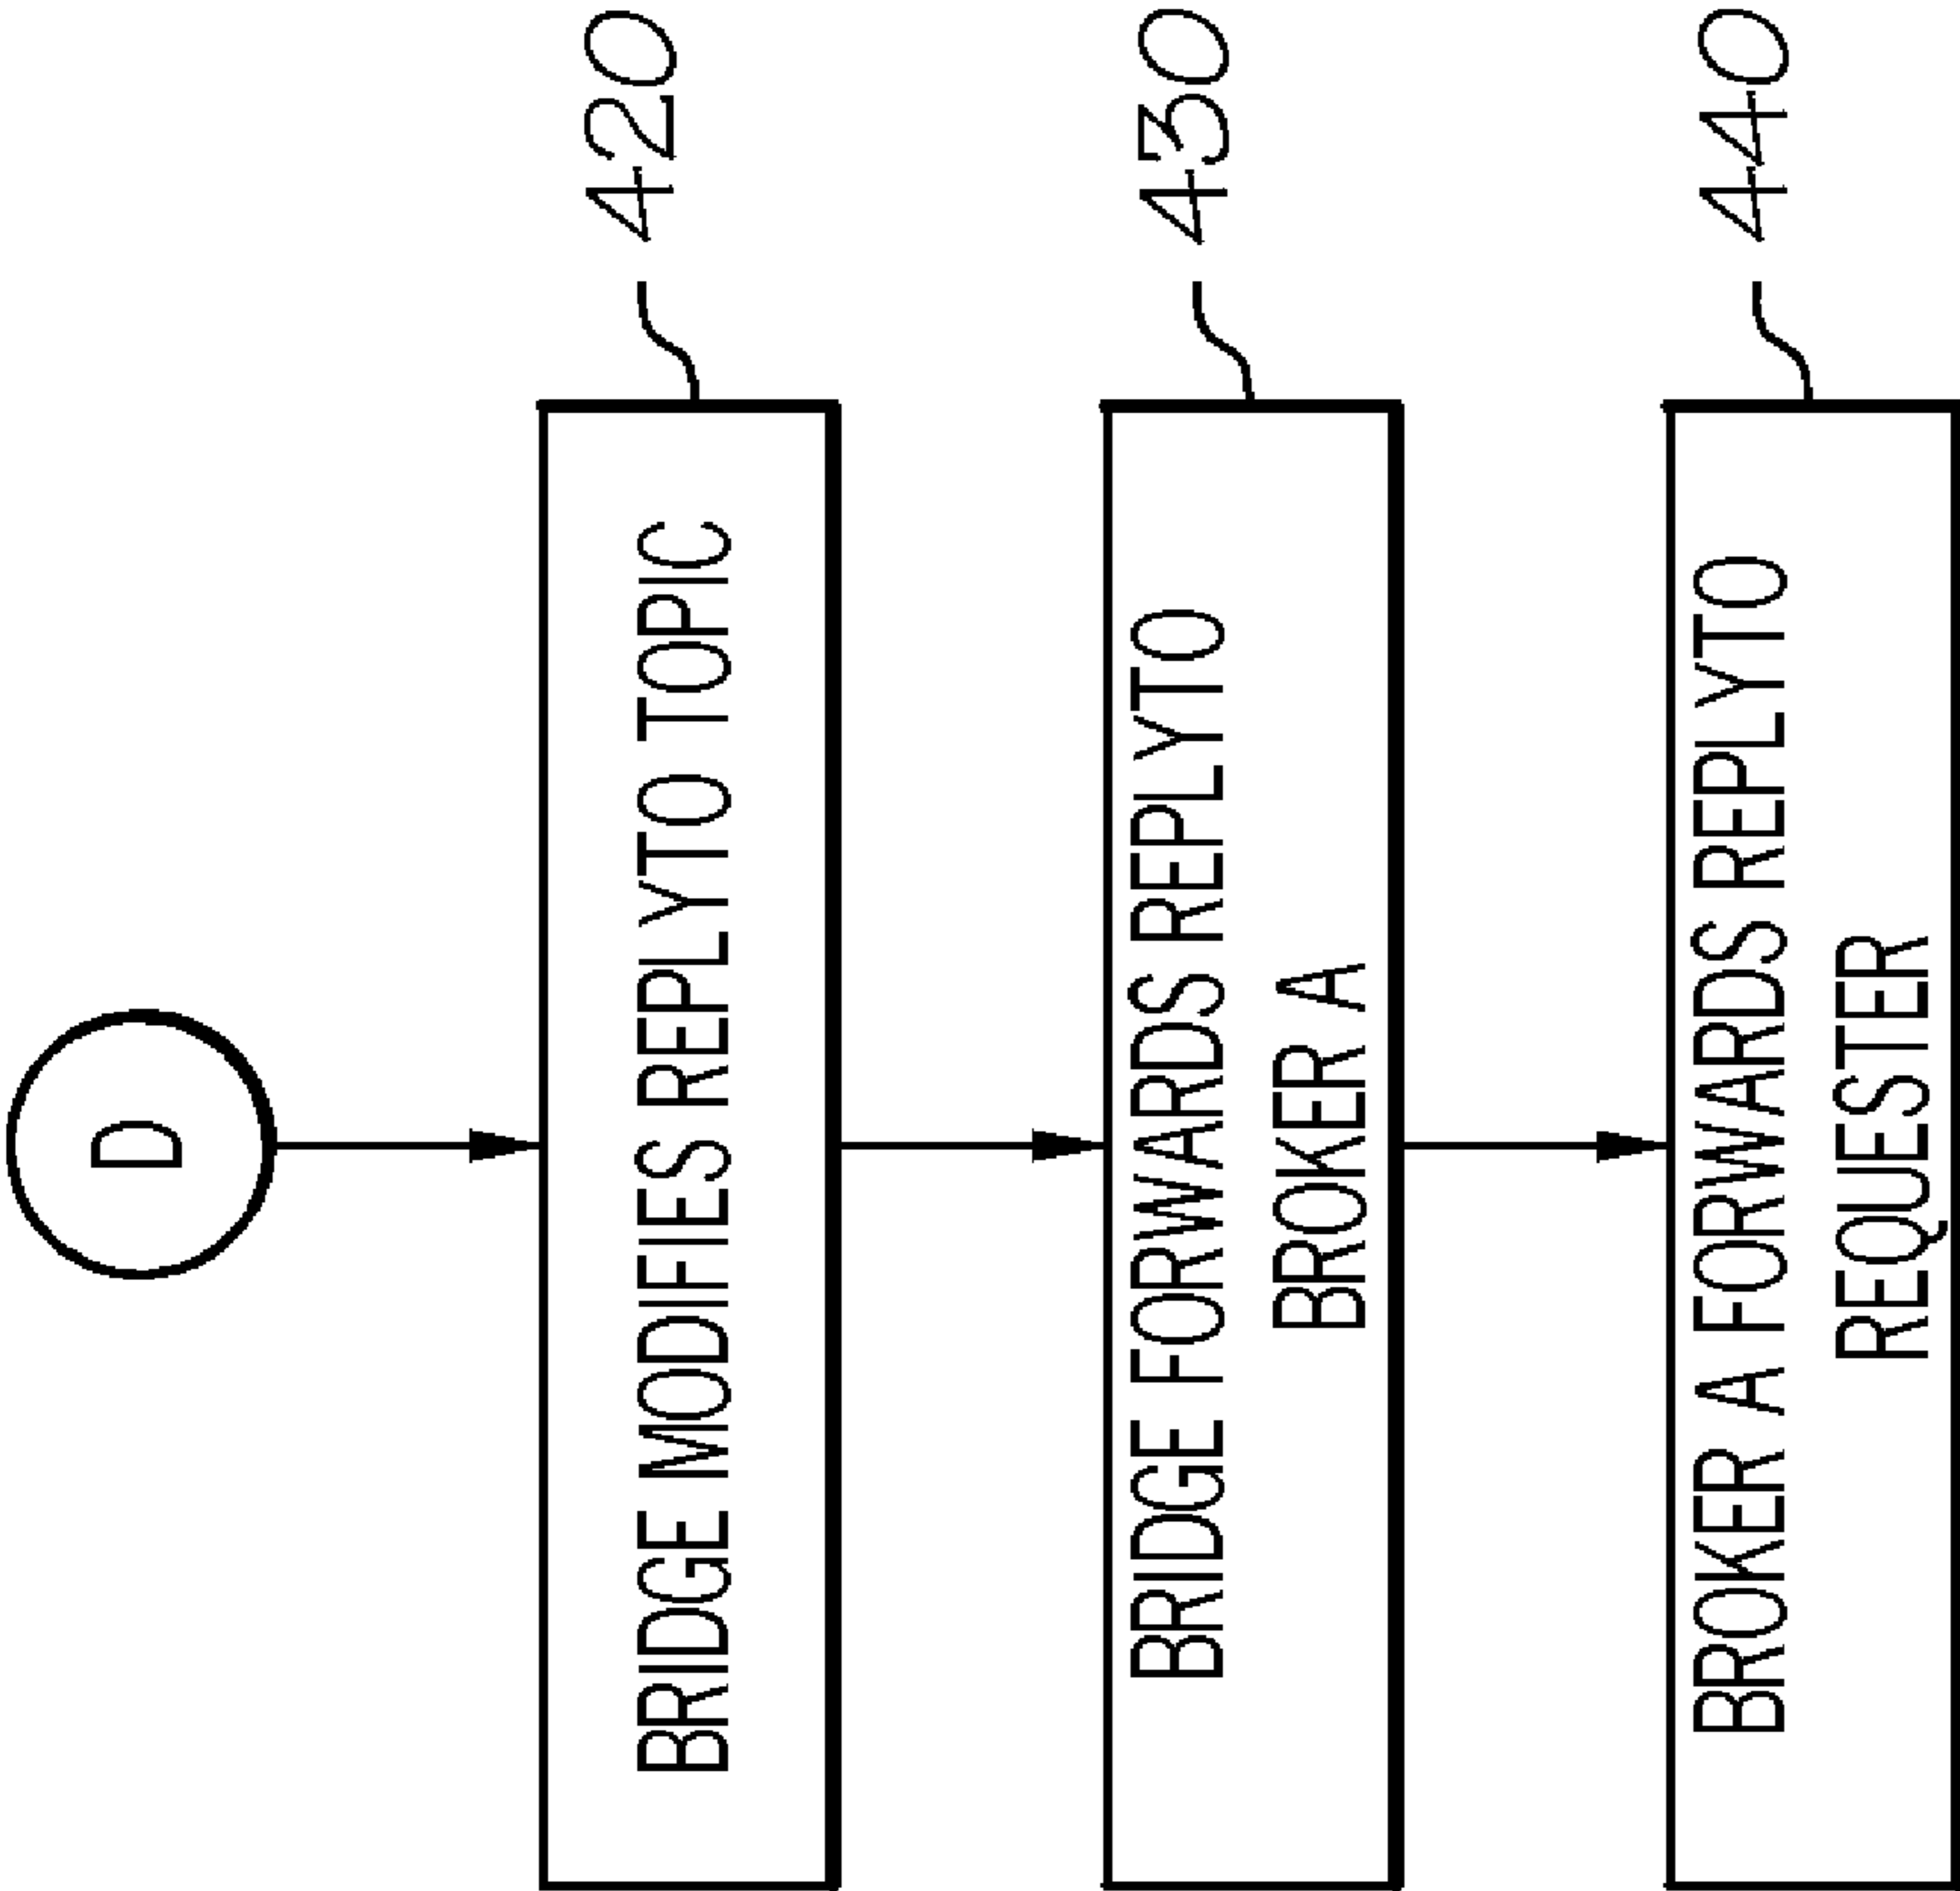 D
420
BRIDGE MODIFIES REPLYTO TOPIC
430
BRIDGE FORWARDS REPLYTO
BROKER A
440
BROKER A FORWARDS REPLYTO
REQUESTER